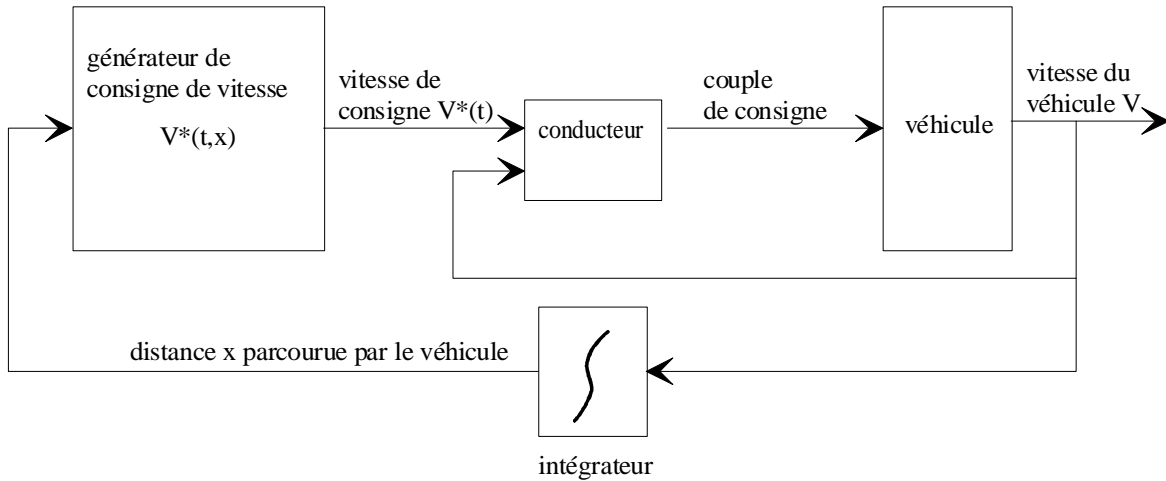 générateur de
consigne de vitesse
V*(t,x)
vitesse de
consigne V*(t)
conducteur
couple
de consigne
véhicule
vitesse du
véhicule V
distance x parcourue par le véhicule
intégrateur